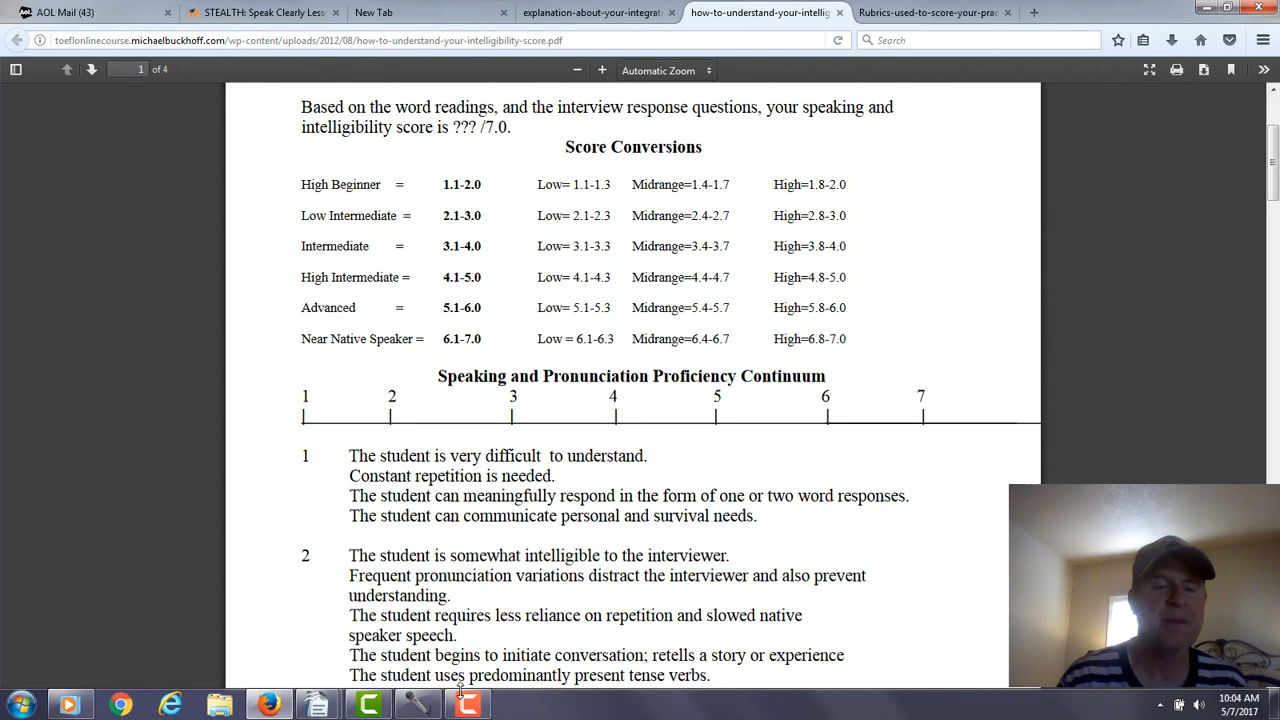 AOL Mail (43)
STEALTH: Speak Clearly Less
New Tab
explanation-about-your-integrat
how-to-understand-your-intellig
Rubrics-used-to-score-your-prac
toeflonlinecourse.michaelbuckhoff.com/wp-content/uploads/2012/08/how-to-understand-your-intelligibility-score.pdf
Search
1 of 4
Automatic Zoom
Based on the word readings, and the interview response questions, your speaking and
intelligibility score is ??? /7.0.
Score Conversions
High Beginner = 1.1-2.0 Low= 1.1-1.3 Midrange=1.4-1.7 High=1.8-2.0
Low Intermediate = 2.1-3.0 Low= 2.1-2.3 Midrange=2.4-2.7 High=2.8-3.0
Intermediate = 3.1-4.0 Low= 3.1-3.3 Midrange=3.4-3.7 High=3.8-4.0
High Intermediate = 4.1-5.0 Low= 4.1-4.3 Midrange=4.4-4.7 High=4.8-5.0
Advanced = 5.1-6.0 Low= 5.1-5.3 Midrange=5.4-5.7 High=5.8-6.0
Near Native Speaker = 6.1-7.0 Low = 6.1-6.3 Midrange=6.4-6.7 High=6.8-7.0
Speaking and Pronunciation Proficiency Continuum
1 2 3 4 5 6 7
1 The student is very difficult to understand.
Constant repetition is needed.
The student can meaningfully respond in the form of one or two word responses.
The student can communicate personal and survival needs.
2 The student is somewhat intelligible to the interviewer.
Frequent pronunciation variations distract the interviewer and also prevent
understanding.
The student requires less reliance on repetition and slowed native
speaker speech.
The student begins to initiate conversation; retells a story or experience
The student uses predominantly present tense verbs.
10:04 AM
5/7/2017